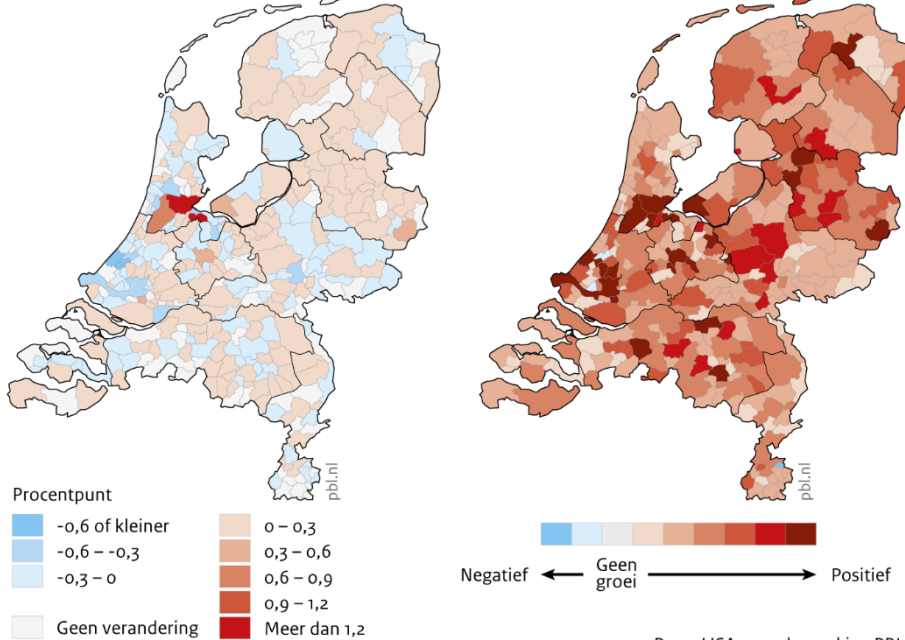 pbl.nl
pbl.nl
Procentpunt
-0,6 of kleiner
-0,6 – -0,3
-0,3 – 0
Geen verandering
0 – 0,3
0,3 – 0,6
0,6 – 0,9
0,9 – 1,2
Meer dan 1,2
Negatief
Geen
groei
Positief